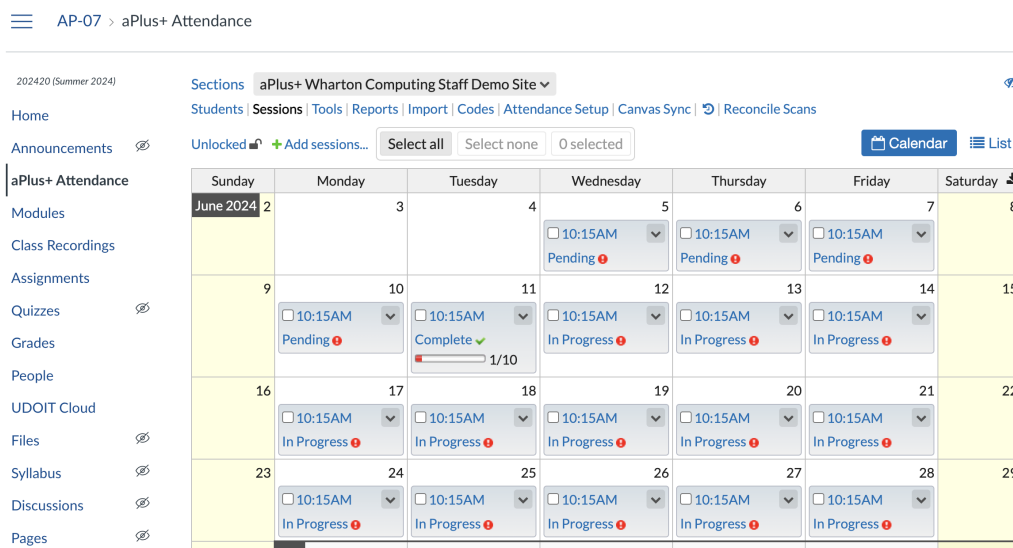 AP-07 > aPlus+ Attendance
202420 (Summer 2024)
Home
Announcements
aPlus+ Attendance
Modules
Class Recordings
Assignments
Quizzes
Grades
People
UDOIT Cloud
Files
Syllabus
Discussions
Pages
Sections aPlus+ Wharton Computing Staff Demo Site
Students | Sessions | Tools | Reports | Import | Codes | Attendance Setup | Canvas Sync | Reconcile Scans
Unlocked + Add sessions... Select all Select none 0 selected Calendar List
Sunday Monday Tuesday Wednesday Thursday Friday Saturday
June 2024 2 3 4 5 6 7 8
10:15AM 10:15AM 10:15AM
Pending Pending Pending
9 10 11 12 13 14 15
10:15AM 10:15AM 10:15AM 10:15AM 10:15AM
Pending Complete In Progress In Progress In Progress
1/10
16 17 18 19 20 21 22
10:15AM 10:15AM 10:15AM 10:15AM 10:15AM
In Progress In Progress In Progress In Progress In Progress
23 24 25 26 27 28 29
10:15AM 10:15AM 10:15AM 10:15AM 10:15AM
In Progress In Progress In Progress In Progress In Progress